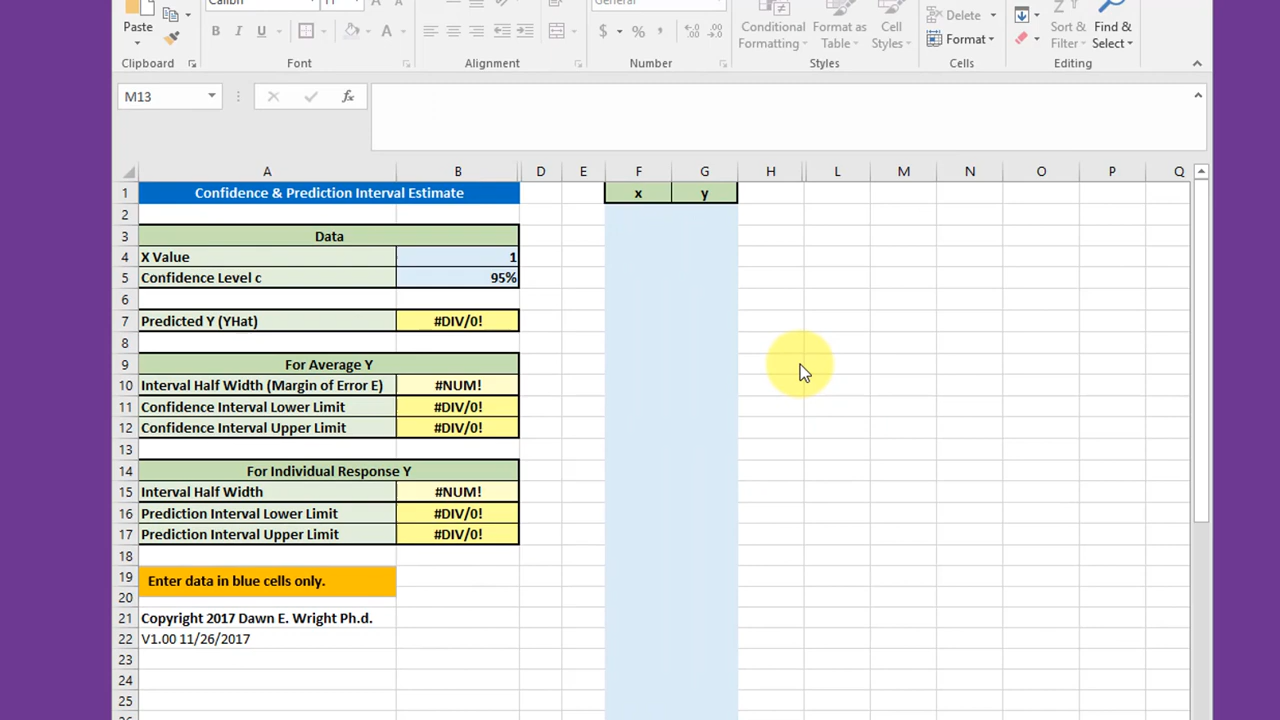 Calibri 11 General
Paste
B I U $ % ,
Conditional Formatting
Format as Table
Cell Styles
Delete
Format
Sort & Filter
Find & Select
Clipboard Font Alignment Number Styles Cells Editing
M13 fx
A B D E F G H L M N O P Q
1 Confidence & Prediction Interval Estimate x y
2
3 Data
4 X Value 1
5 Confidence Level c 95%
6
7 Predicted Y (YHat) #DIV/0!
8
9 For Average Y
10 Interval Half Width (Margin of Error E) #NUM!
11 Confidence Interval Lower Limit #DIV/0!
12 Confidence Interval Upper Limit #DIV/0!
13
14 For Individual Response Y
15 Interval Half Width #NUM!
16 Prediction Interval Lower Limit #DIV/0!
17 Prediction Interval Upper Limit #DIV/0!
18
19 Enter data in blue cells only.
20
21 Copyright 2017 Dawn E. Wright Ph.d.
22 V1.00 11/26/2017
23
24
25